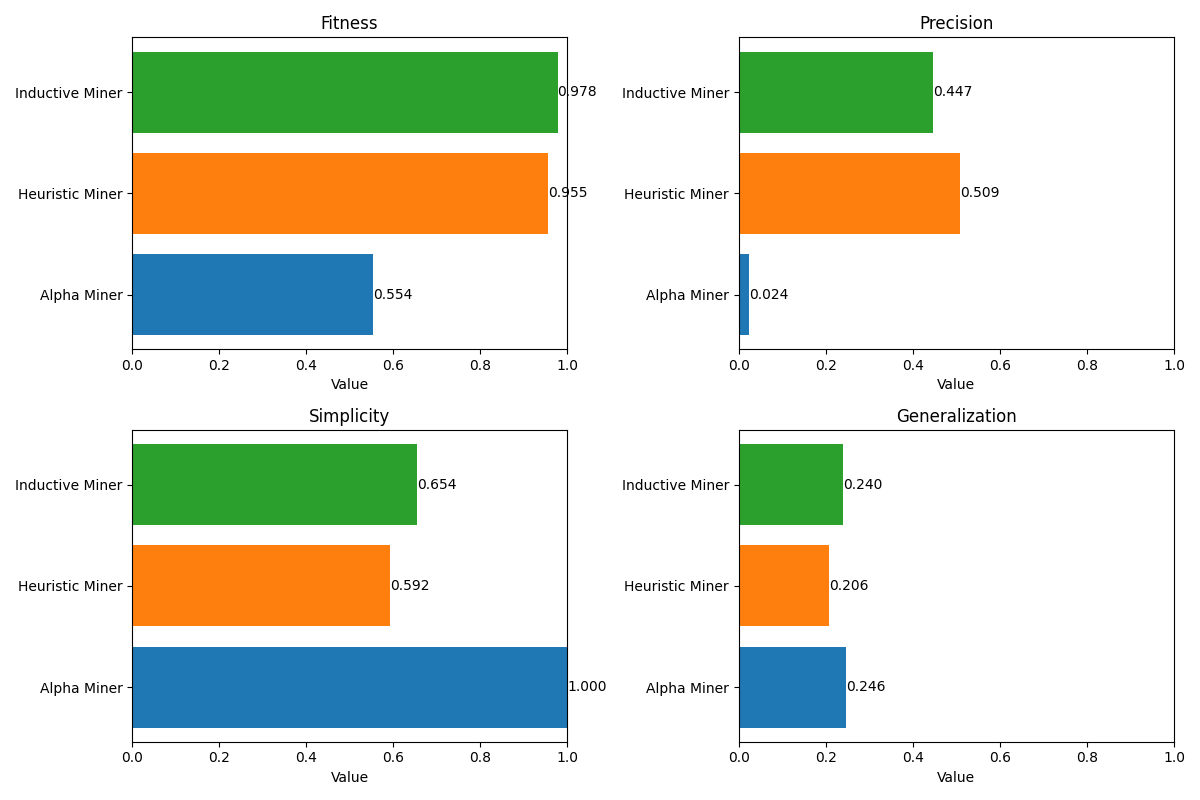 Fitness
Inductive Miner
0.978
Heuristic Miner
0.955
Alpha Miner
0.554
0.0 0.2 0.4 0.6 0.8 1.0
Value
Precision
Inductive Miner
0.447
Heuristic Miner
0.509
Alpha Miner
0.024
0.0 0.2 0.4 0.6 0.8 1.0
Value
Simplicity
Inductive Miner
0.654
Heuristic Miner
0.592
Alpha Miner
1.000
0.0 0.2 0.4 0.6 0.8 1.0
Value
Generalization
Inductive Miner
0.240
Heuristic Miner
0.206
Alpha Miner
0.246
0.0 0.2 0.4 0.6 0.8 1.0
Value